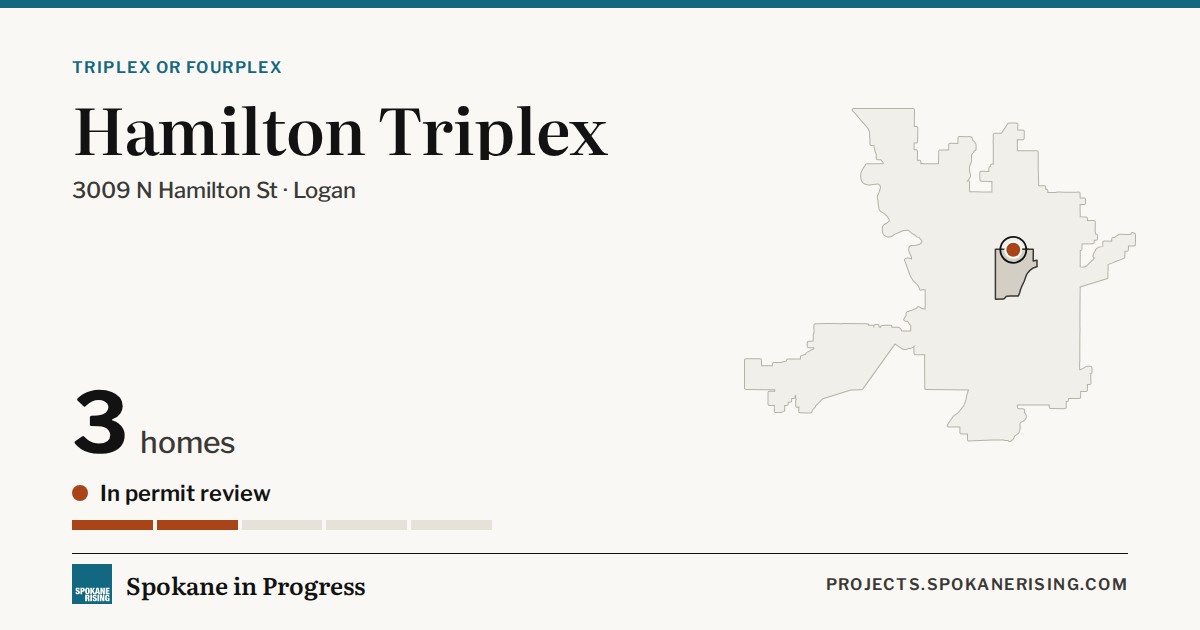 TRIPLEX OR FOURPLEX
Hamilton Triplex
3009 N Hamilton St · Logan
3 homes
In permit review
SPOKANE
RISING
Spokane in Progress
PROJECTS.SPOKANERISING.COM